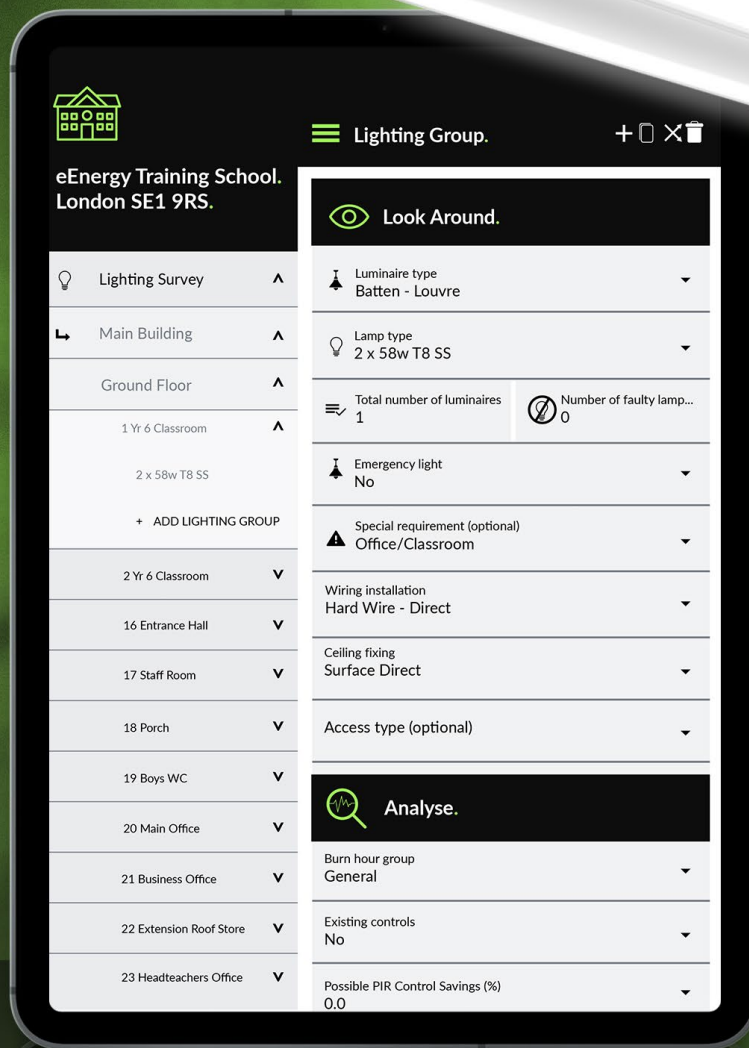 eEnergy Training School.
London SE1 9RS.
Lighting Survey
Main Building
Ground Floor
1 Yr 6 Classroom
2 x 58w T8 SS
+ ADD LIGHTING GROUP
2 Yr 6 Classroom
16 Entrance Hall
17 Staff Room
18 Porch
19 Boys WC
20 Main Office
21 Business Office
22 Extension Roof Store
23 Headteachers Office
Lighting Group.
Look Around.
Luminaire type
Batten - Louvre
Lamp type
2 x 58w T8 SS
Total number of luminaires
1
Number of faulty lamp...
0
Emergency light
No
Special requirement (optional)
Office/Classroom
Wiring installation
Hard Wire - Direct
Ceiling fixing
Surface Direct
Access type (optional)
Analyse.
Burn hour group
General
Existing controls
No
Possible PIR Control Savings (%)
0.0